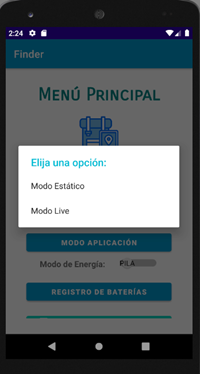 2:24
Finder
MENÚ PRINCIPAL
Elija una opción:
Modo Estático
Modo Live
MODO APLICACIÓN
Modo de Energía: PILA
REGISTRO DE BATERÍAS